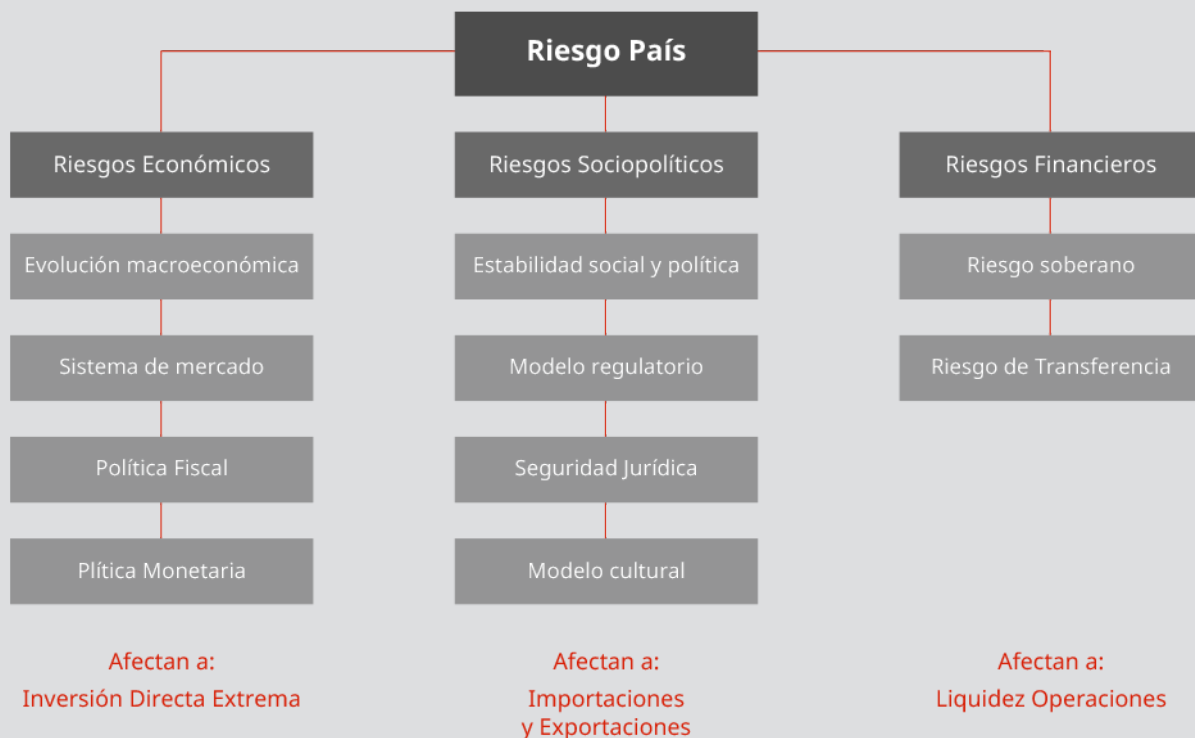 Riesgo País
Riesgos Económicos
Evolución macroeconómica
Sistema de mercado
Política Fiscal
Plítica Monetaria
Afectan a:
Inversión Directa Extrema
Riesgos Sociopolíticos
Estabilidad social y política
Modelo regulatorio
Seguridad Jurídica
Modelo cultural
Afectan a:
Importaciones
y Exportaciones
Riesgos Financieros
Riesgo soberano
Riesgo de Transferencia
Afectan a:
Liquidez Operaciones